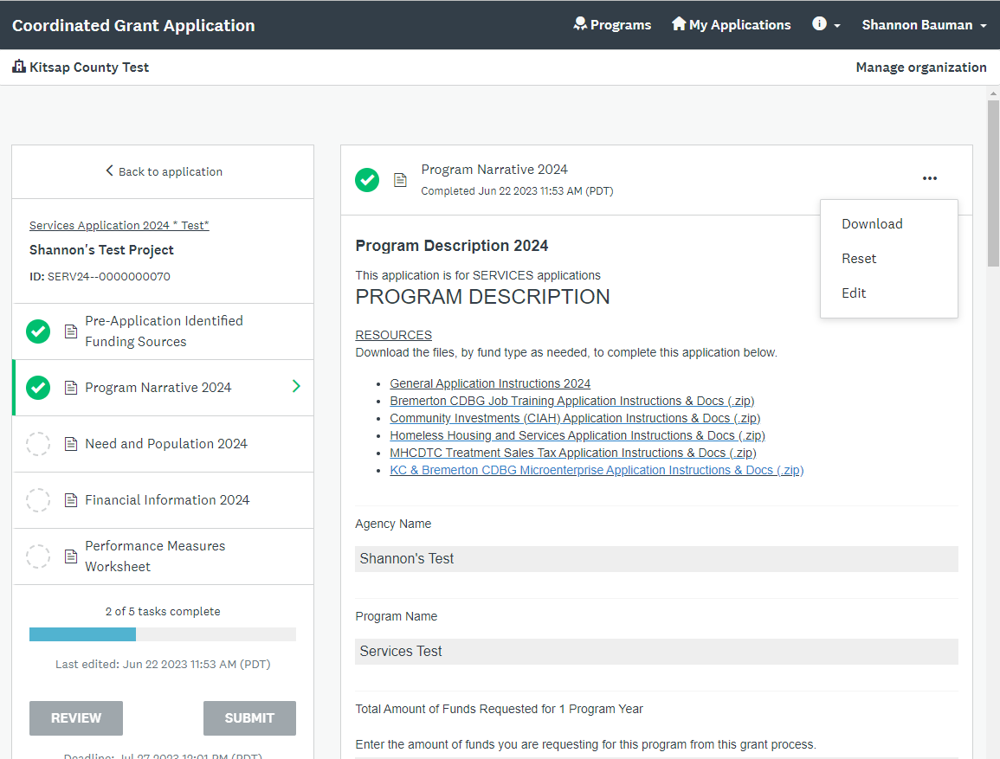 Coordinated Grant Application
Programs
My Applications
Shannon Bauman
Kitsap County Test
Manage organization
Back to application
Services Application 2024 * Test*
Shannon's Test Project
ID: SERV24--0000000070
Pre-Application Identified
Funding Sources
Program Narrative 2024
Need and Population 2024
Financial Information 2024
Performance Measures
Worksheet
2 of 5 tasks complete
Last edited: Jun 22 2023 11:53 AM (PDT)
REVIEW
SUBMIT
Deadline: Jul 27 2023 12:01 PM (PDT)
Program Narrative 2024
Completed Jun 22 2023 11:53 AM (PDT)
...
Download
Reset
Edit
Program Description 2024
This application is for SERVICES applications
PROGRAM DESCRIPTION
RESOURCES
Download the files, by fund type as needed, to complete this application below.
• General Application Instructions 2024
• Bremerton CDBG Job Training Application Instructions & Docs (.zip)
• Community Investments (CIAH) Application Instructions & Docs (.zip)
• Homeless Housing and Services Application Instructions & Docs (.zip)
• MHCDTC Treatment Sales Tax Application Instructions & Docs (.zip)
• KC & Bremerton CDBG Microenterprise Application Instructions & Docs (.zip)
Agency Name
Shannon's Test
Program Name
Services Test
Total Amount of Funds Requested for 1 Program Year
Enter the amount of funds you are requesting for this program from this grant process.